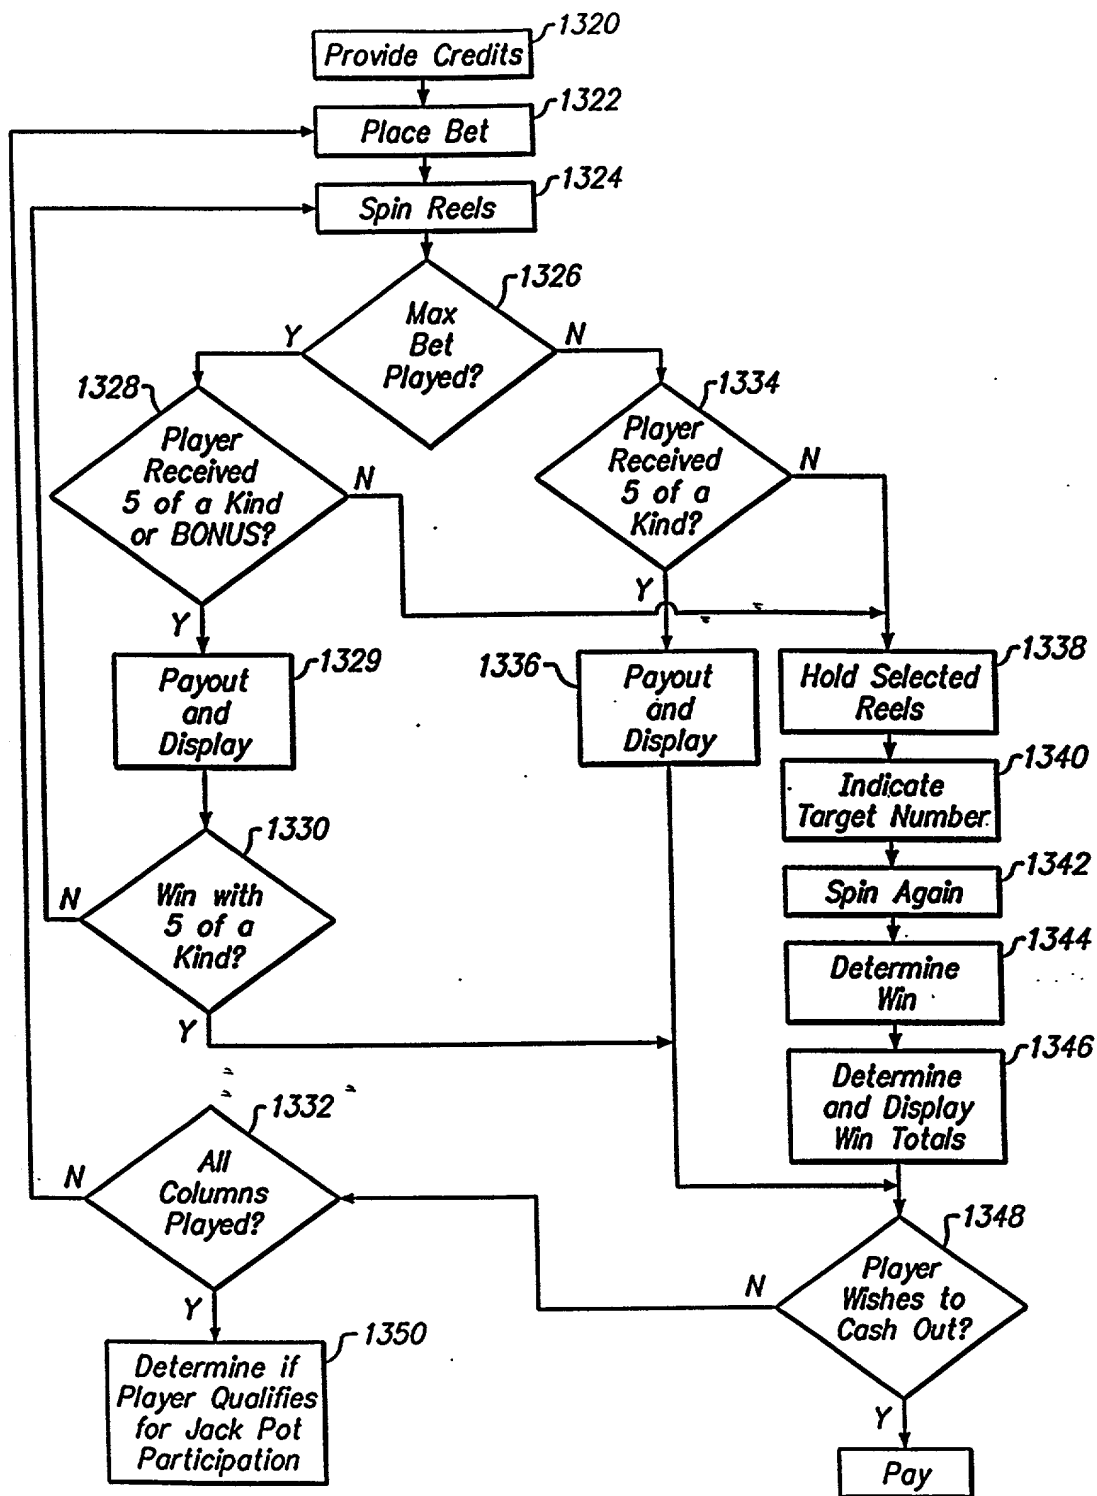 1320
Provide Credits
1322
Place Bet
1324
Spin Reels
1326
Max
Bet
Played?
Y
N
1328
Player
Received
5 of a Kind
or BONUS?
N
Y
1334
Player
Received
5 of a
Kind?
N
Y
1329
Payout
and
Display
1336
Payout
and
Display
1338
Hold Selected
Reels
1340
Indicate
Target Number
1330
Win with
5 of a
Kind?
N
Y
1342
Spin Again
1344
Determine
Win
1346
Determine
and Display
Win Totals
1332
All
Columns
Played?
N
Y
1348
Player
Wishes to
Cash Out?
N
Y
1350
Determine if
Player Qualifies
for Jack Pot
Participation
Pay